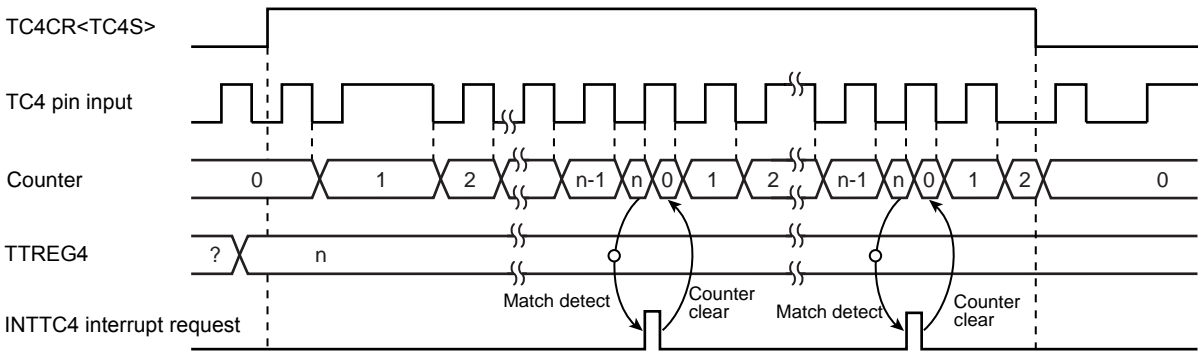 TC4CR<TC4S>
TC4 pin input
Counter
0 1 2 n-1 n 0 1 2 n-1 n 0 1 2 0
TTREG4
? n
Match detect
Counter
clear
Match detect
Counter
clear
INTTC4 interrupt request